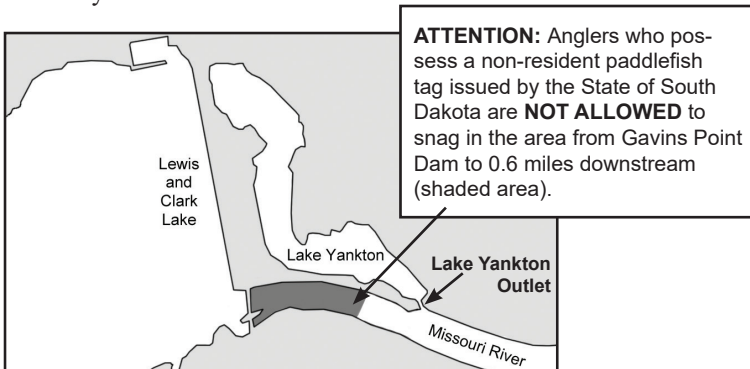 ATTENTION: Anglers who pos-
sess a non-resident paddlefish
tag issued by the State of South
Dakota are NOT ALLOWED to
snag in the area from Gavins Point
Dam to 0.6 miles downstream
(shaded area).
Lewis
and
Clark
Lake
Lake Yankton
Lake Yankton
Outlet
Missouri River